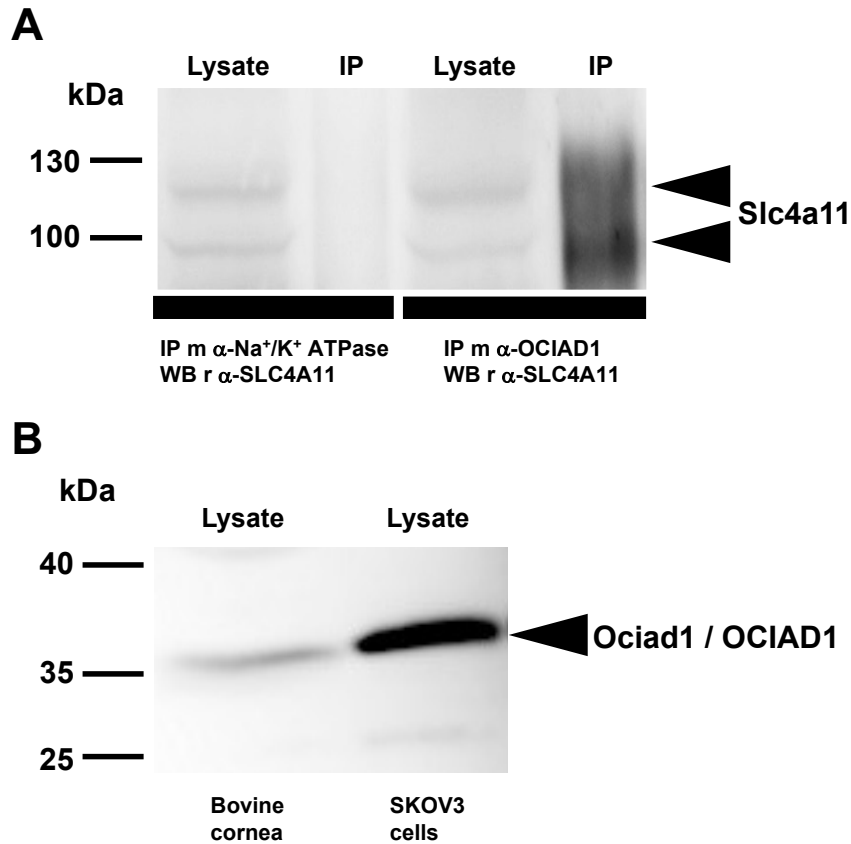 A
Lysate IP Lysate IP
kDa
130
100
Slc4a11
IP m α-Na⁺/K⁺ ATPase
WB r α-SLC4A11
IP m α-OCIAD1
WB r α-SLC4A11
B
kDa
Lysate Lysate
40
Ociad1 / OCIAD1
35
25
Bovine
cornea
SKOV3
cells